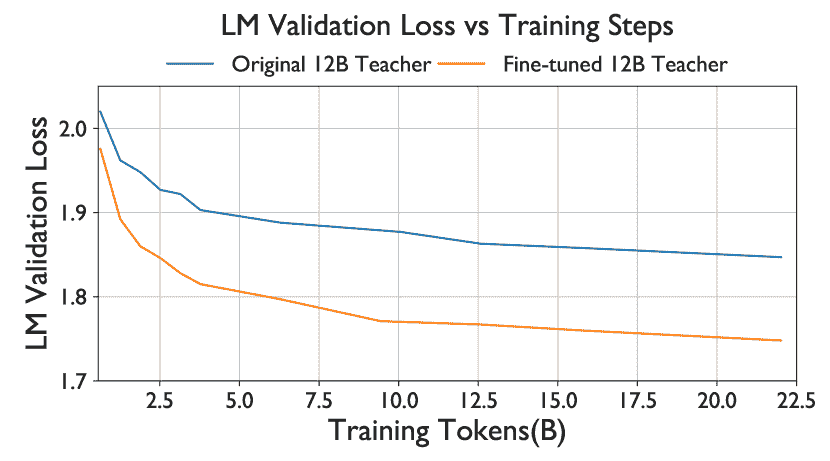 LM Validation Loss vs Training Steps
Original 12B Teacher Fine-tuned 12B Teacher
LM Validation Loss
2.0
1.9
1.8
1.7
2.5 5.0 7.5 10.0 12.5 15.0 17.5 20.0 22.5
Training Tokens(B)